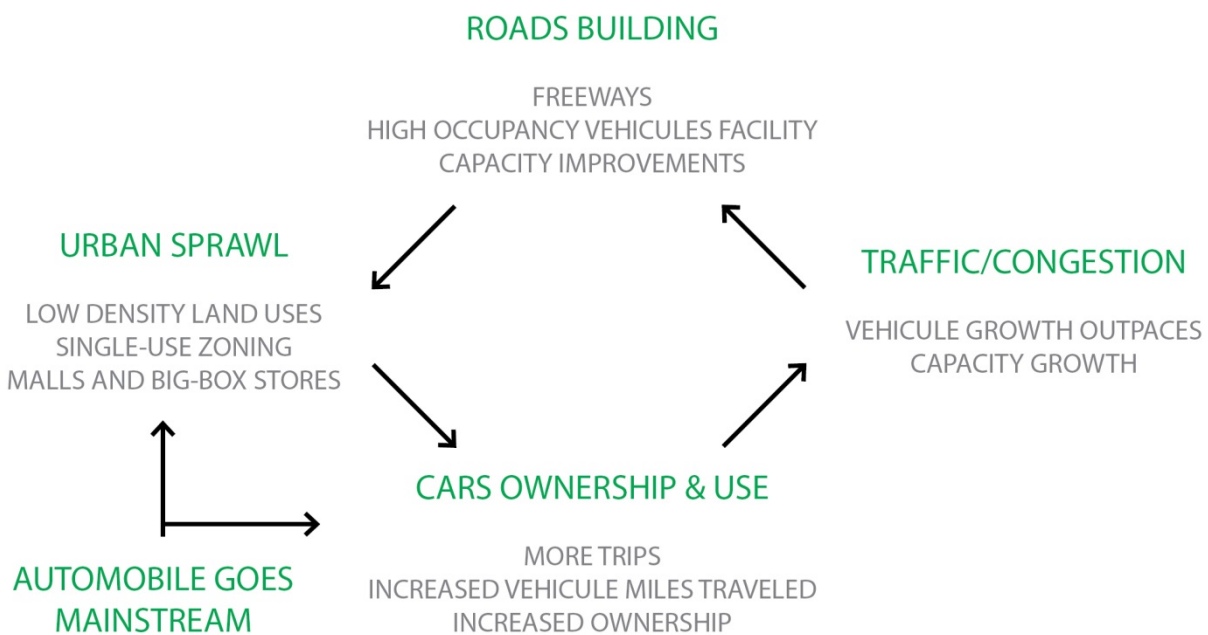 ROADS BUILDING
FREEWAYS
HIGH OCCUPANCY VEHICULES FACILITY
CAPACITY IMPROVEMENTS
URBAN SPRAWL
LOW DENSITY LAND USES
SINGLE-USE ZONING
MALLS AND BIG-BOX STORES
TRAFFIC/CONGESTION
VEHICULE GROWTH OUTPACES
CAPACITY GROWTH
CARS OWNERSHIP & USE
MORE TRIPS
INCREASED VEHICULE MILES TRAVELED
INCREASED OWNERSHIP
AUTOMOBILE GOES
MAINSTREAM